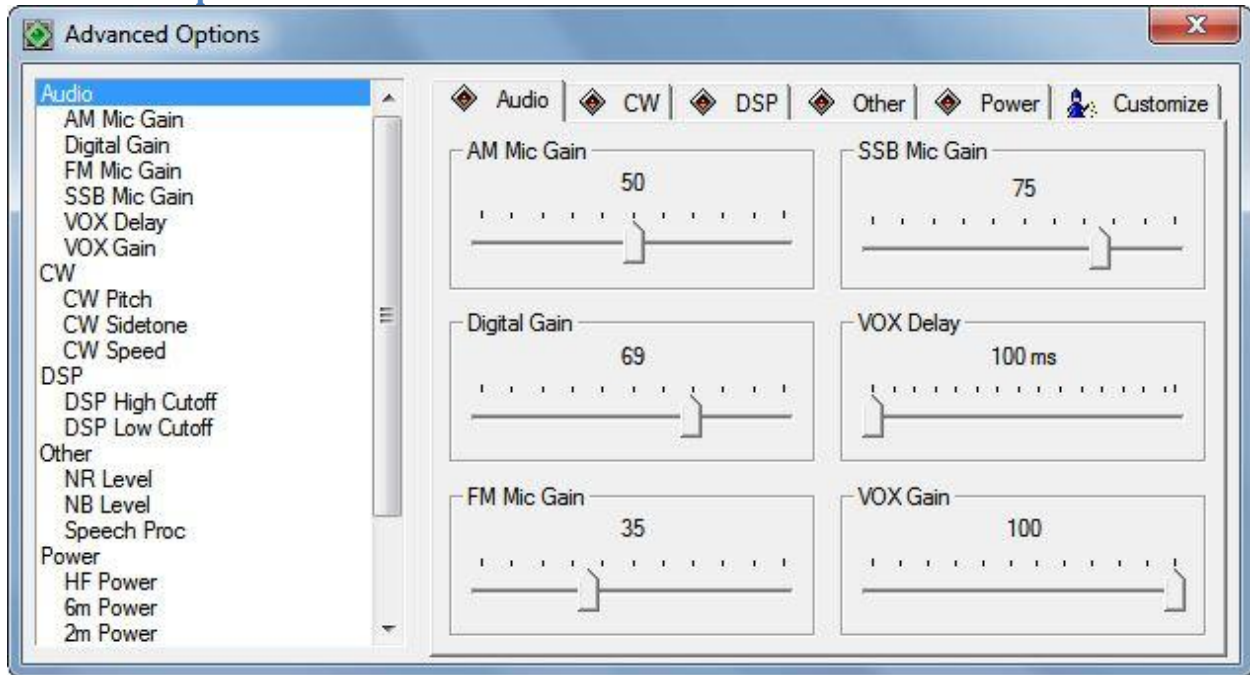 Advanced Options
Audio
AM Mic Gain
Digital Gain
FM Mic Gain
SSB Mic Gain
VOX Delay
VOX Gain
CW
CW Pitch
CW Sidetone
CW Speed
DSP
DSP High Cutoff
DSP Low Cutoff
Other
NR Level
NB Level
Speech Proc
Power
HF Power
6m Power
2m Power
Audio CW DSP Other Power Customize
AM Mic Gain
50
SSB Mic Gain
75
Digital Gain
69
VOX Delay
100 ms
FM Mic Gain
35
VOX Gain
100